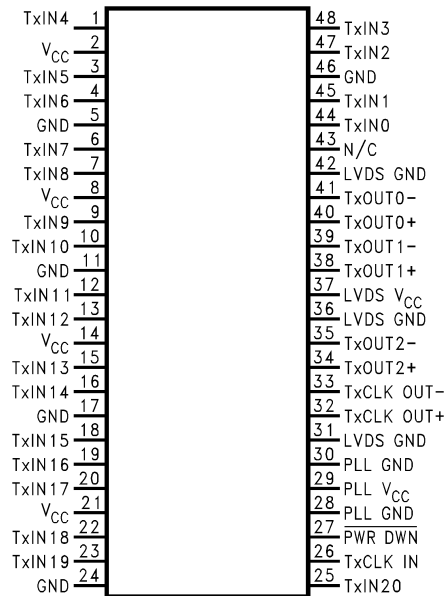 TxIN4 1
VCC 2
TxIN5 3
TxIN6 4
GND 5
TxIN7 6
TxIN8 7
VCC 8
TxIN9 9
TxIN10 10
GND 11
TxIN11 12
TxIN12 13
VCC 14
TxIN13 15
TxIN14 16
GND 17
TxIN15 18
TxIN16 19
TxIN17 20
VCC 21
TxIN18 22
TxIN19 23
GND 24
48 TxIN3
47 TxIN2
46 GND
45 TxIN1
44 TxIN0
43 N/C
42 LVDS GND
41 TxOUT0-
40 TxOUT0+
39 TxOUT1-
38 TxOUT1+
37 LVDS VCC
36 LVDS GND
35 TxOUT2-
34 TxOUT2+
33 TxCLK OUT-
32 TxCLK OUT+
31 LVDS GND
30 PLL GND
29 PLL VCC
28 PLL GND
27 PWR DWN
26 TxCLK IN
25 TxIN20